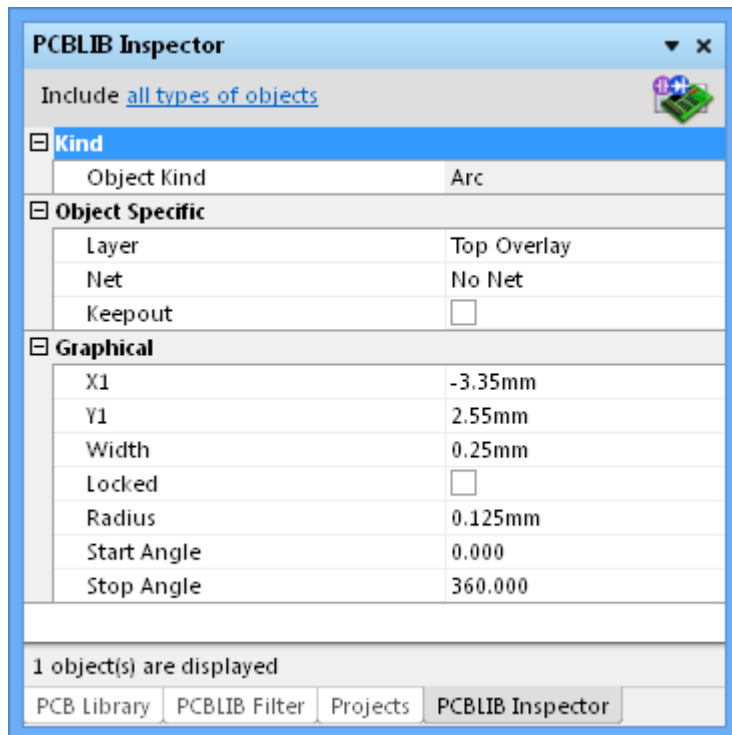 PCBLIB Inspector
Include all types of objects
Kind
Object Kind Arc
Object Specific
Layer Top Overlay
Net No Net
Keepout
Graphical
X1 -3.35mm
Y1 2.55mm
Width 0.25mm
Locked
Radius 0.125mm
Start Angle 0.000
Stop Angle 360.000
1 object(s) are displayed
PCB Library PCBLIB Filter Projects PCBLIB Inspector